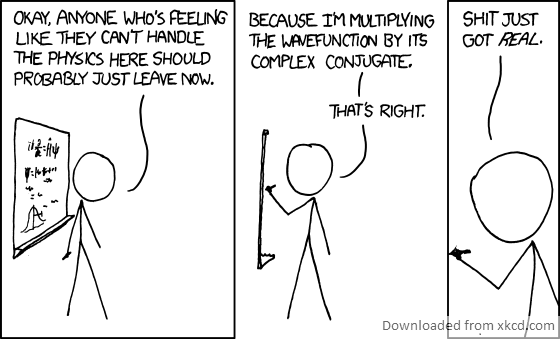 OKAY, ANYONE WHO'S FEELING
LIKE THEY CAN'T HANDLE
THE PHYSICS HERE SHOULD
PROBABLY JUST LEAVE NOW.
BECAUSE I'M MULTIPLYING
THE WAVEFUNCTION BY ITS
COMPLEX CONJUGATE.
THAT'S RIGHT.
SHIT JUST
GOT REAL.
Downloaded from xkcd.com